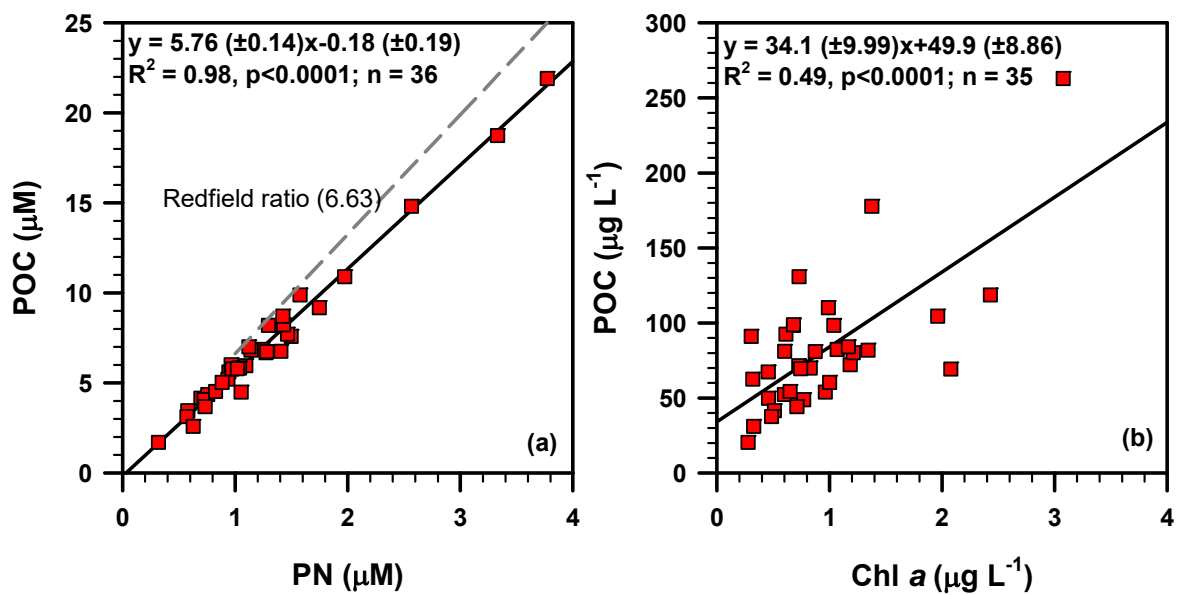 y = 5.76 (±0.14)x-0.18 (±0.19)
R² = 0.98, p<0.0001; n = 36
Redfield ratio (6.63)
(a)
POC (μM)
25
20
15
10
5
0
0 1 2 3 4
PN (μM)
y = 34.1 (±9.99)x+49.9 (±8.86)
R² = 0.49, p<0.0001; n = 35
(b)
POC (μg L⁻¹)
300
250
200
150
100
50
0
0 1 2 3 4
Chl a (μg L⁻¹)